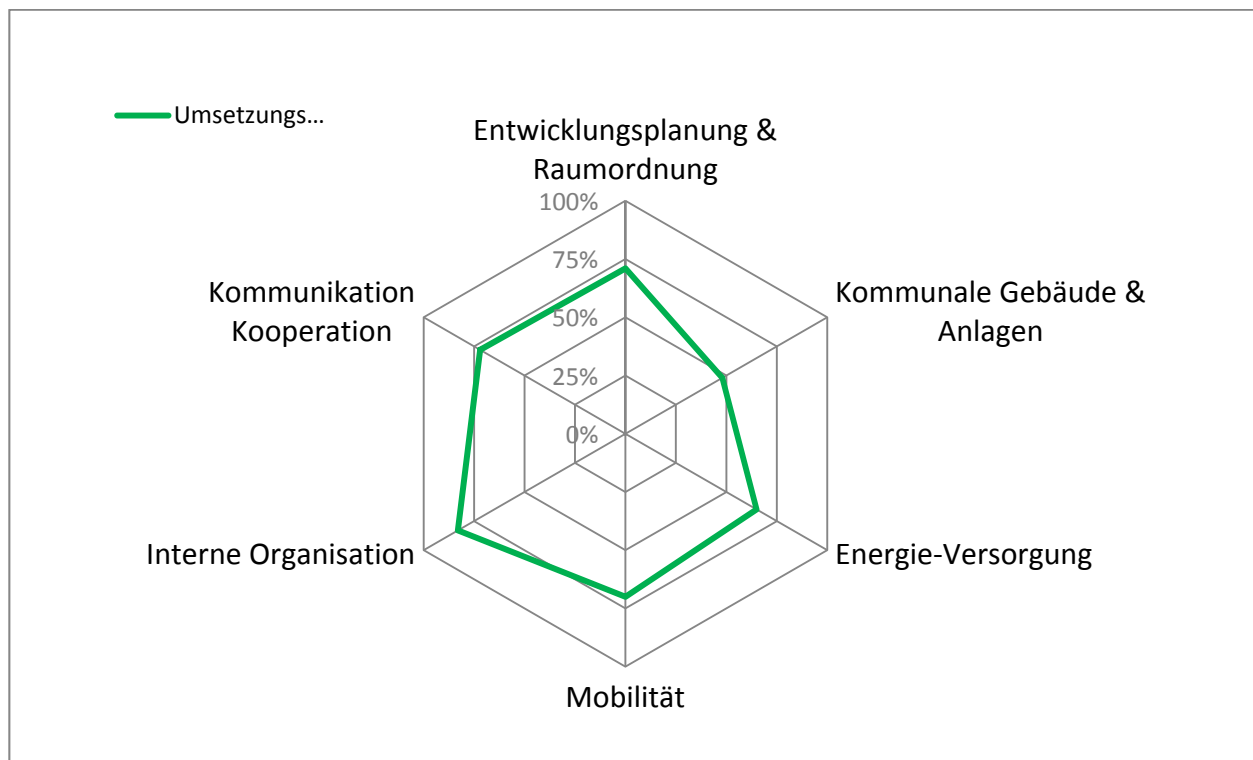 Umsetzungs...
Entwicklungsplanung &
Raumordnung
100%
75%
50%
25%
0%
Kommunale Gebäude &
Anlagen
Energie-Versorgung
Mobilität
Interne Organisation
Kommunikation
Kooperation